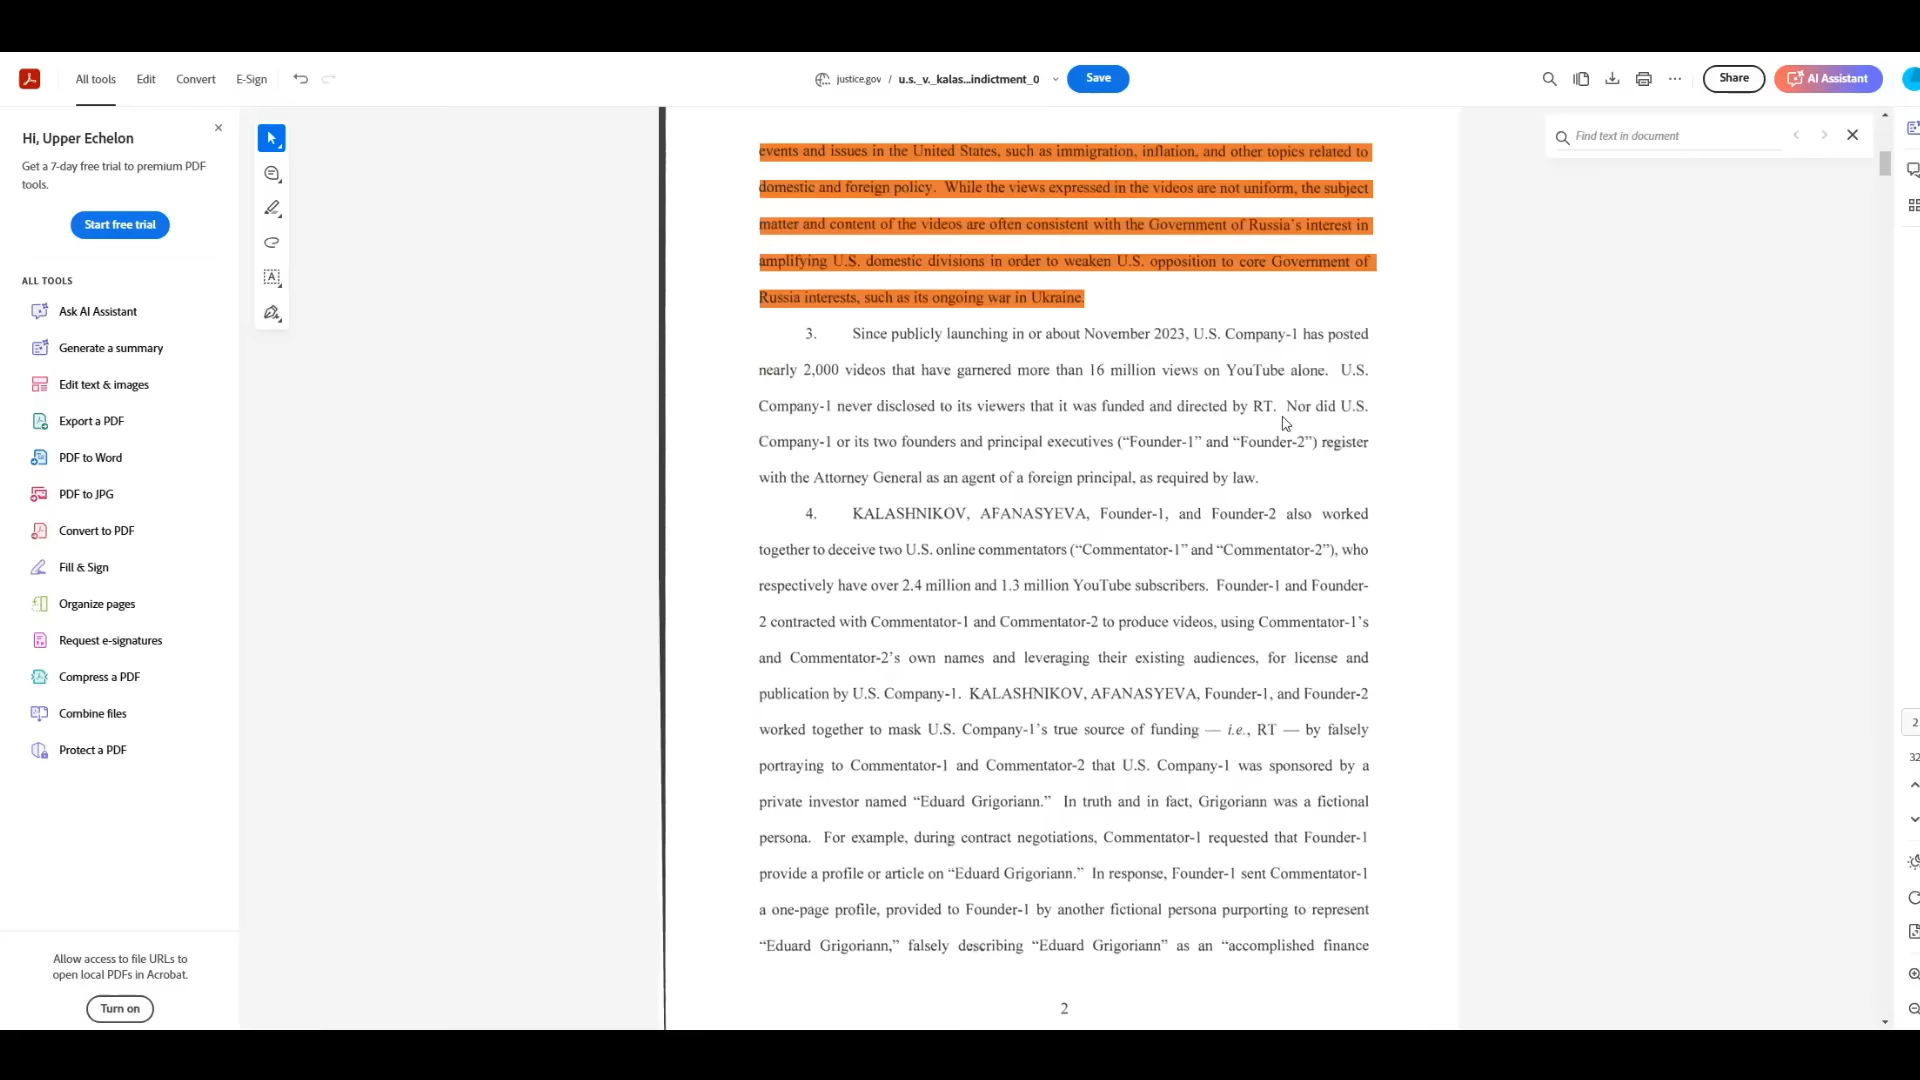 All tools Edit Convert E-Sign justice.gov / u.s._v._kalas...indictment_0 Save Share AI Assistant
Hi, Upper Echelon
Get a 7-day free trial to premium PDF
tools.
Start free trial
ALL TOOLS
Ask AI Assistant
Generate a summary
Edit text & images
Export a PDF
PDF to Word
PDF to JPG
Convert to PDF
Fill & Sign
Organize pages
Request e-signatures
Compress a PDF
Combine files
Protect a PDF
Allow access to file URLs to
open local PDFs in Acrobat.
Turn on
Find text in document
events and issues in the United States, such as immigration, inflation, and other topics related to
domestic and foreign policy. While the views expressed in the videos are not uniform, the subject
matter and content of the videos are often consistent with the Government of Russia's interest in
amplifying U.S. domestic divisions in order to weaken U.S. opposition to core Government of
Russia interests, such as its ongoing war in Ukraine.
3. Since publicly launching in or about November 2023, U.S. Company-1 has posted
nearly 2,000 videos that have garnered more than 16 million views on YouTube alone. U.S.
Company-1 never disclosed to its viewers that it was funded and directed by RT. Nor did U.S.
Company-1 or its two founders and principal executives (“Founder-1” and “Founder-2”) register
with the Attorney General as an agent of a foreign principal, as required by law.
4. KALASHNIKOV, AFANASYEVA, Founder-1, and Founder-2 also worked
together to deceive two U.S. online commentators (“Commentator-1” and “Commentator-2”), who
respectively have over 2.4 million and 1.3 million YouTube subscribers. Founder-1 and Founder-
2 contracted with Commentator-1 and Commentator-2 to produce videos, using Commentator-1's
and Commentator-2's own names and leveraging their existing audiences, for license and
publication by U.S. Company-1. KALASHNIKOV, AFANASYEVA, Founder-1, and Founder-2
worked together to mask U.S. Company-1's true source of funding — i.e., RT — by falsely
portraying to Commentator-1 and Commentator-2 that U.S. Company-1 was sponsored by a
private investor named “Eduard Grigoriann.” In truth and in fact, Grigoriann was a fictional
persona. For example, during contract negotiations, Commentator-1 requested that Founder-1
provide a profile or article on “Eduard Grigoriann.” In response, Founder-1 sent Commentator-1
a one-page profile, provided to Founder-1 by another fictional persona purporting to represent
“Eduard Grigoriann,” falsely describing “Eduard Grigoriann” as an “accomplished finance
2
2
32